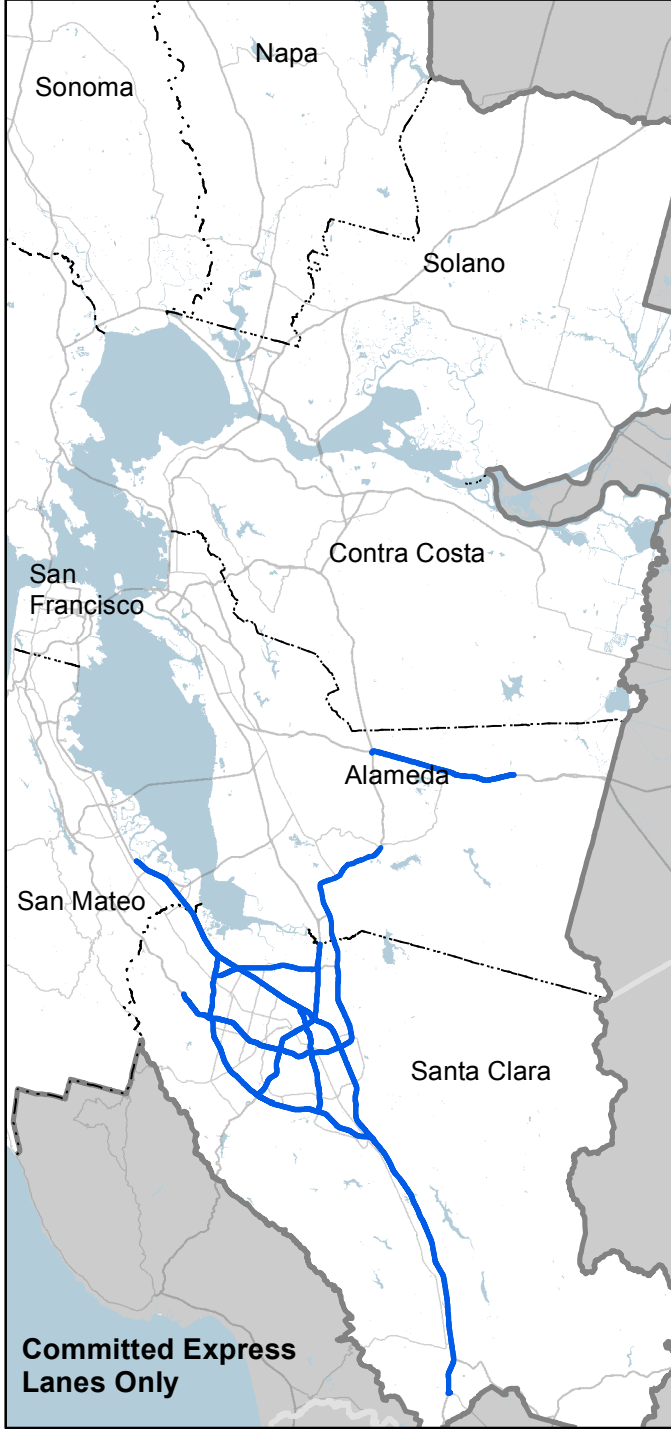 Napa
Sonoma
Solano
Contra Costa
San
Francisco
Alameda
San Mateo
Santa Clara
Committed Express
Lanes Only